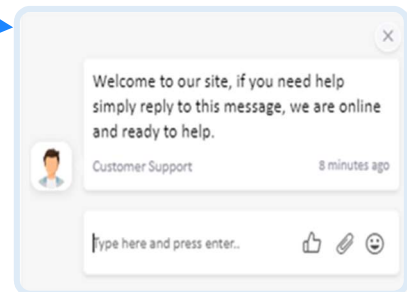 Welcome to our site, if you need help
simply reply to this message, we are online
and ready to help.
Customer Support
8 minutes ago
Type here and press enter..